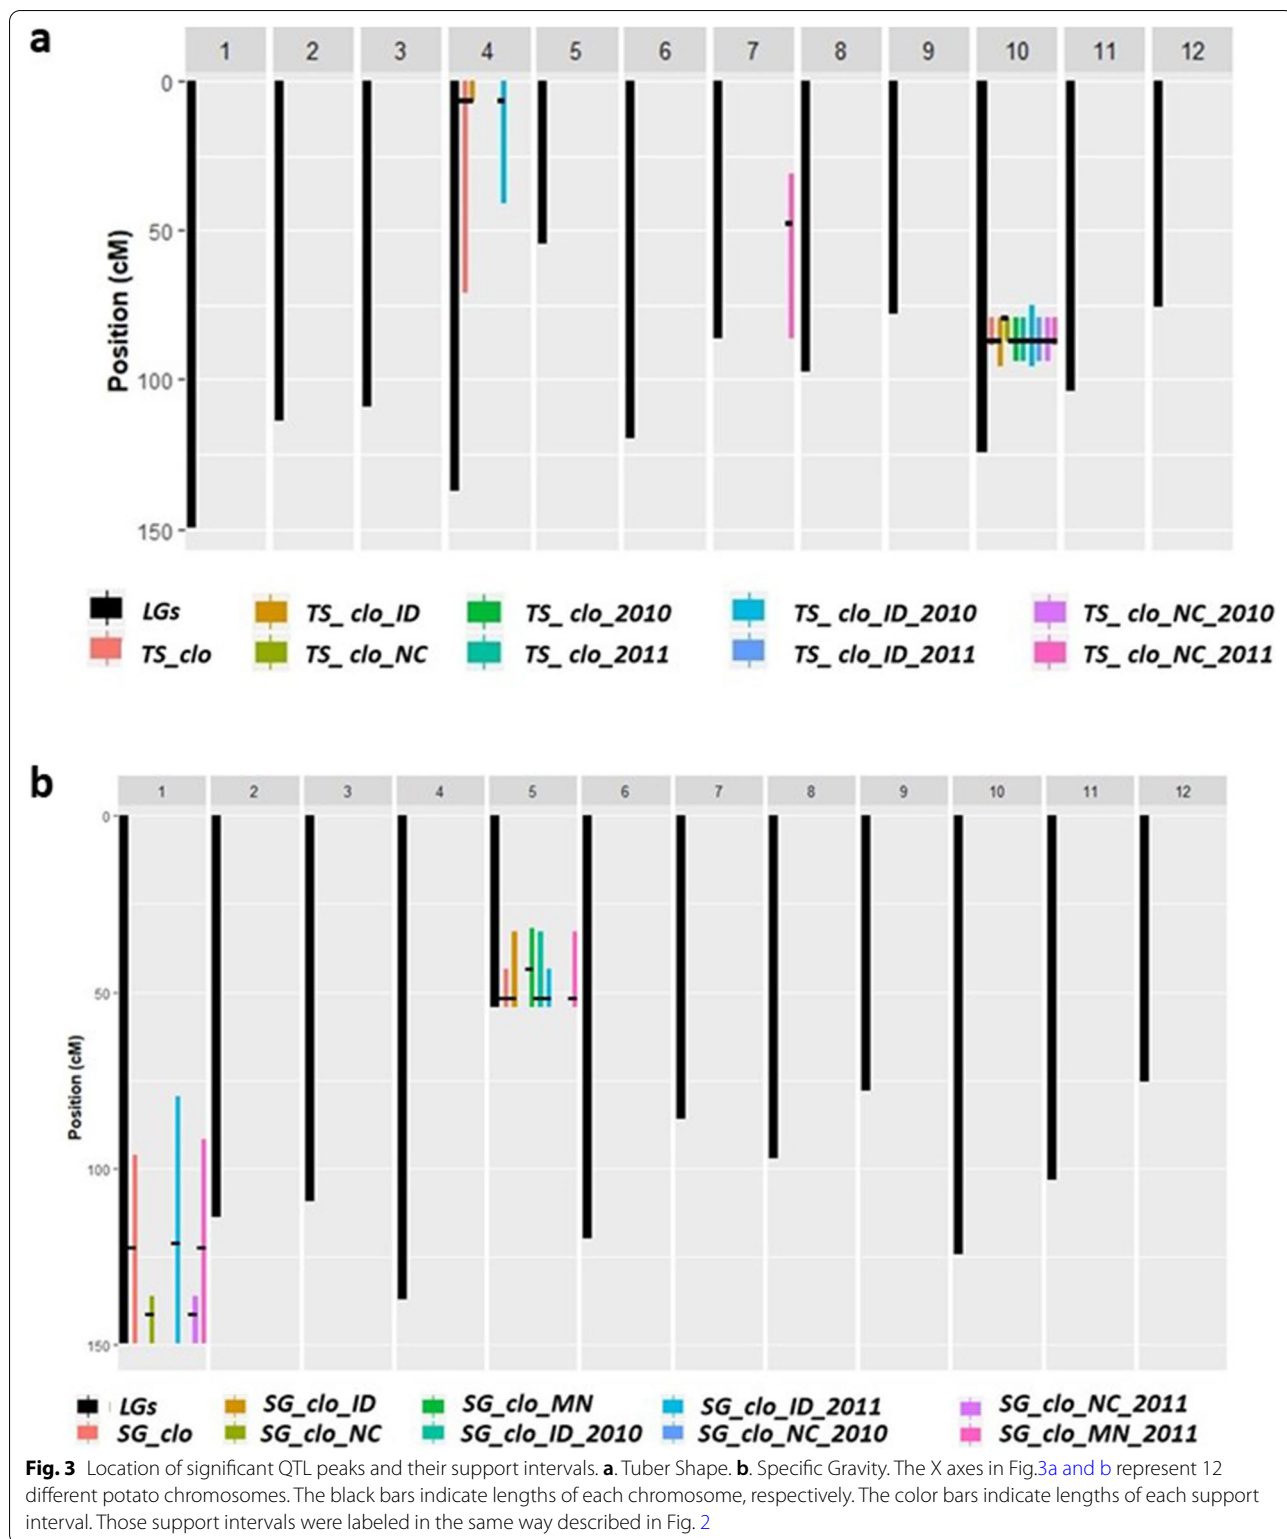 a
1 2 3 4 5 6 7 8 9 10 11 12
0
50
100
150
Position (cM)
LGs TS_ clo_ID TS_ clo_2010 TS_ clo_ID_2010 TS_ clo_NC_2010
TS_clo TS_ clo_NC TS_ clo_2011 TS_ clo_ID_2011 TS_ clo_NC_2011
b
1 2 3 4 5 6 7 8 9 10 11 12
0
50
100
150
Position (cM)
LGs SG_clo_ID SG_clo_MN SG_clo_ID_2011 SG_clo_NC_2011
SG_clo SG_clo_NC SG_clo_ID_2010 SG_clo_NC_2010 SG_clo_MN_2011
Fig. 3 Location of significant QTL peaks and their support intervals. a. Tuber Shape. b. Specific Gravity. The X axes in Fig.3a and b represent 12
different potato chromosomes. The black bars indicate lengths of each chromosome, respectively. The color bars indicate lengths of each support
interval. Those support intervals were labeled in the same way described in Fig. 2